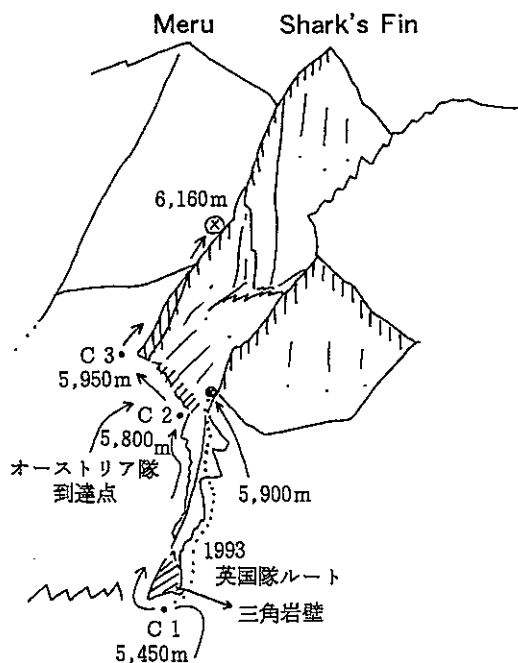 Meru Shark's Fin
6,160m
C 3
5,950m
C 2
5,800m
オーストリア隊
到達点
5,900m
1993
英国隊ルート
三角岩壁
C 1
5,450m